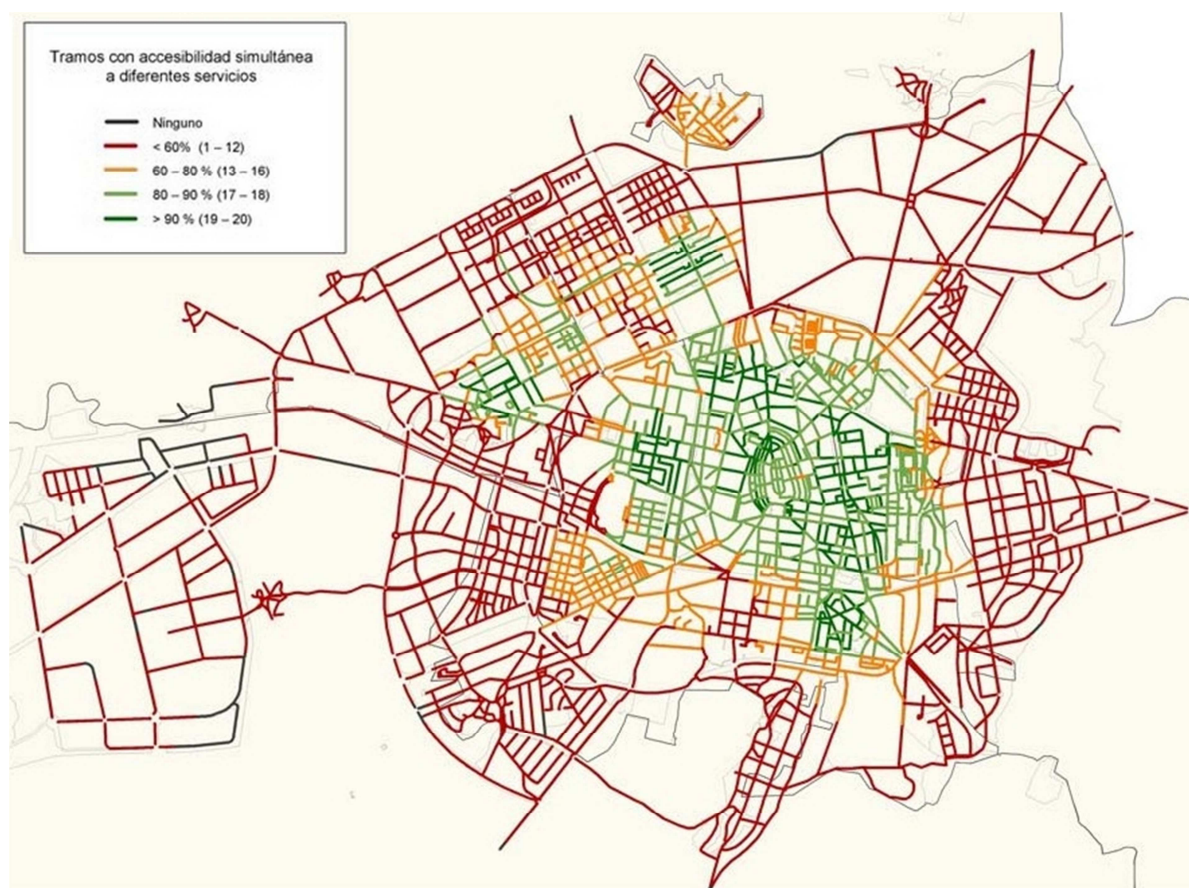 Tramos con accesibilidad simultánea
a diferentes servicios
Ninguno
< 60% (1 – 12)
60 – 80 % (13 – 16)
80 – 90 % (17 – 18)
> 90 % (19 – 20)